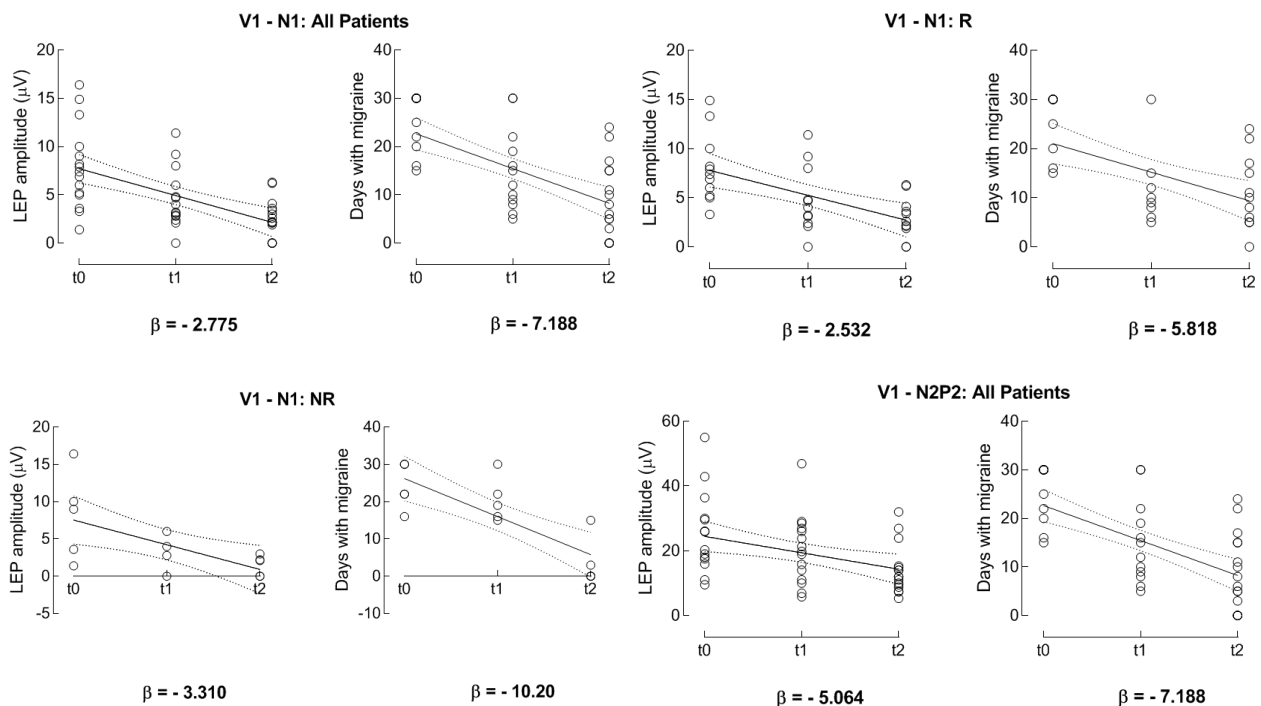 V1 - N1: All Patients
LEP amplitude (μV)
20
15
10
5
0
t0 t1 t2
β = - 2.775
Days with migraine
40
30
20
10
0
t0 t1 t2
β = - 7.188
V1 - N1: R
LEP amplitude (μV)
20
15
10
5
0
t0 t1 t2
β = - 2.532
Days with migraine
40
30
20
10
0
t0 t1 t2
β = - 5.818
V1 - N1: NR
LEP amplitude (μV)
20
15
10
5
0
-5
t0 t1 t2
β = - 3.310
Days with migraine
40
30
20
10
0
-10
t0 t1 t2
β = - 10.20
V1 - N2P2: All Patients
LEP amplitude (μV)
60
40
20
0
t0 t1 t2
β = - 5.064
Days with migraine
40
30
20
10
0
t0 t1 t2
β = - 7.188